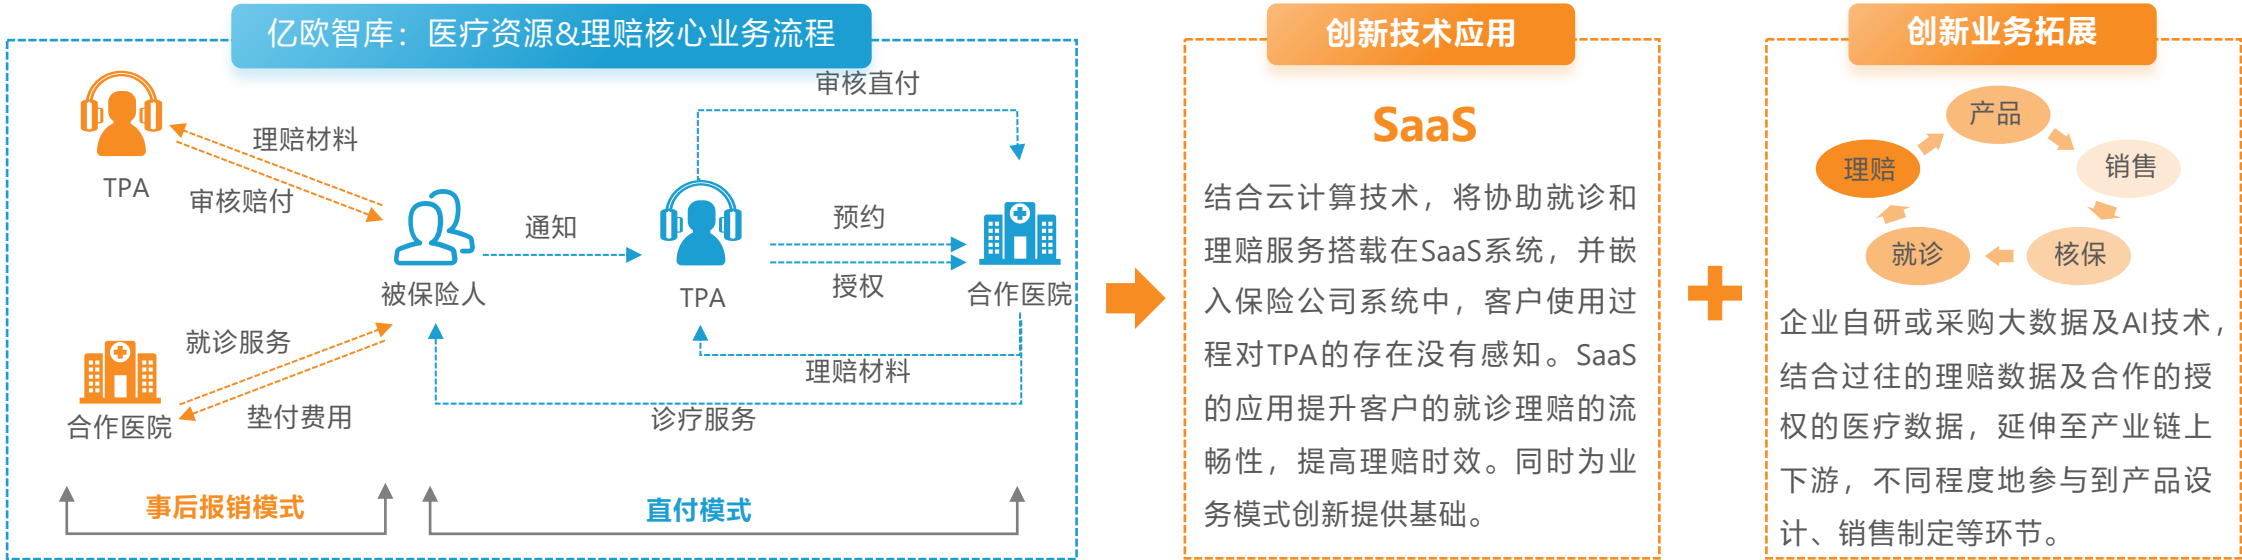 亿欧智库：医疗资源&理赔核心业务流程
TPA
理赔材料
审核赔付
被保险人
就诊服务
垫付费用
合作医院
事后报销模式
通知
TPA
审核直付
预约
授权
合作医院
理赔材料
诊疗服务
直付模式
创新技术应用
SaaS
结合云计算技术，将协助就诊和
理赔服务搭载在SaaS系统，并嵌
入保险公司系统中，客户使用过
程对TPA的存在没有感知。SaaS
的应用提升客户的就诊理赔的流
畅性，提高理赔时效。同时为业
务模式创新提供基础。
创新业务拓展
产品
销售
核保
就诊
理赔
企业自研或采购大数据及AI技术，
结合过往的理赔数据及合作的授
权的医疗数据，延伸至产业链上
下游，不同程度地参与到产品设
计、销售制定等环节。